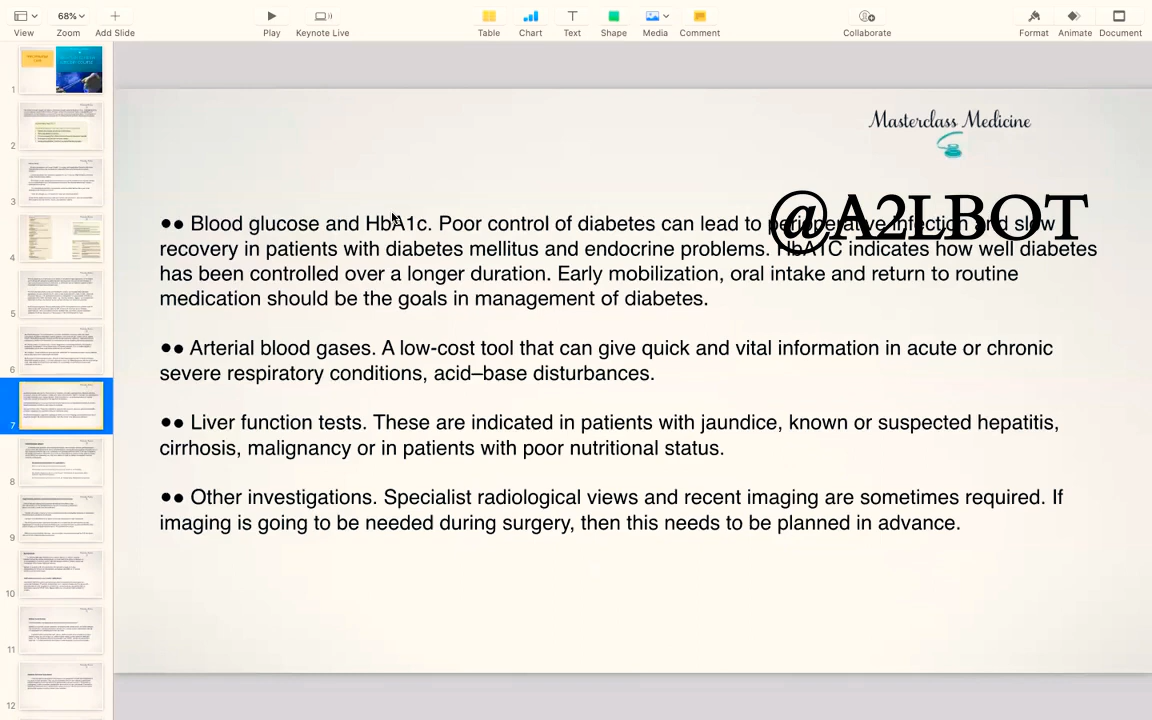 68%
View
Zoom
Add Slide
Play
Keynote Live
Table
Chart
Text
Shape
Media
Comment
Collaborate
Format
Animate
Document
1
2
3
4
5
6
7
8
9
10
11
12
Masterclass Medicine
@A2LBOT
●● Blood glucose and HbA1c. Poor control of diabetes can lead to perioperative infection and slow
recovery in patients with diabetes mellitus and endocrine problems. HbA1C indicates how well diabetes
has been controlled over a longer duration. Early mobilization, oral intake and return to routine
medication should be the goals in management of diabetes.
●● Arterial blood gases. A low-cost tool that can give quick and vital information in acute or chronic
severe respiratory conditions, acid–base disturbances.
●● Liver function tests. These are indicated in patients with jaundice, known or suspected hepatitis,
cirrhosis, malignancy or in patients with poor nutritional status.
●● Other investigations. Specialist radiological views and recent imaging are sometimes required. If
imaging is going to be needed during surgery, then this needs to be planned in advance.